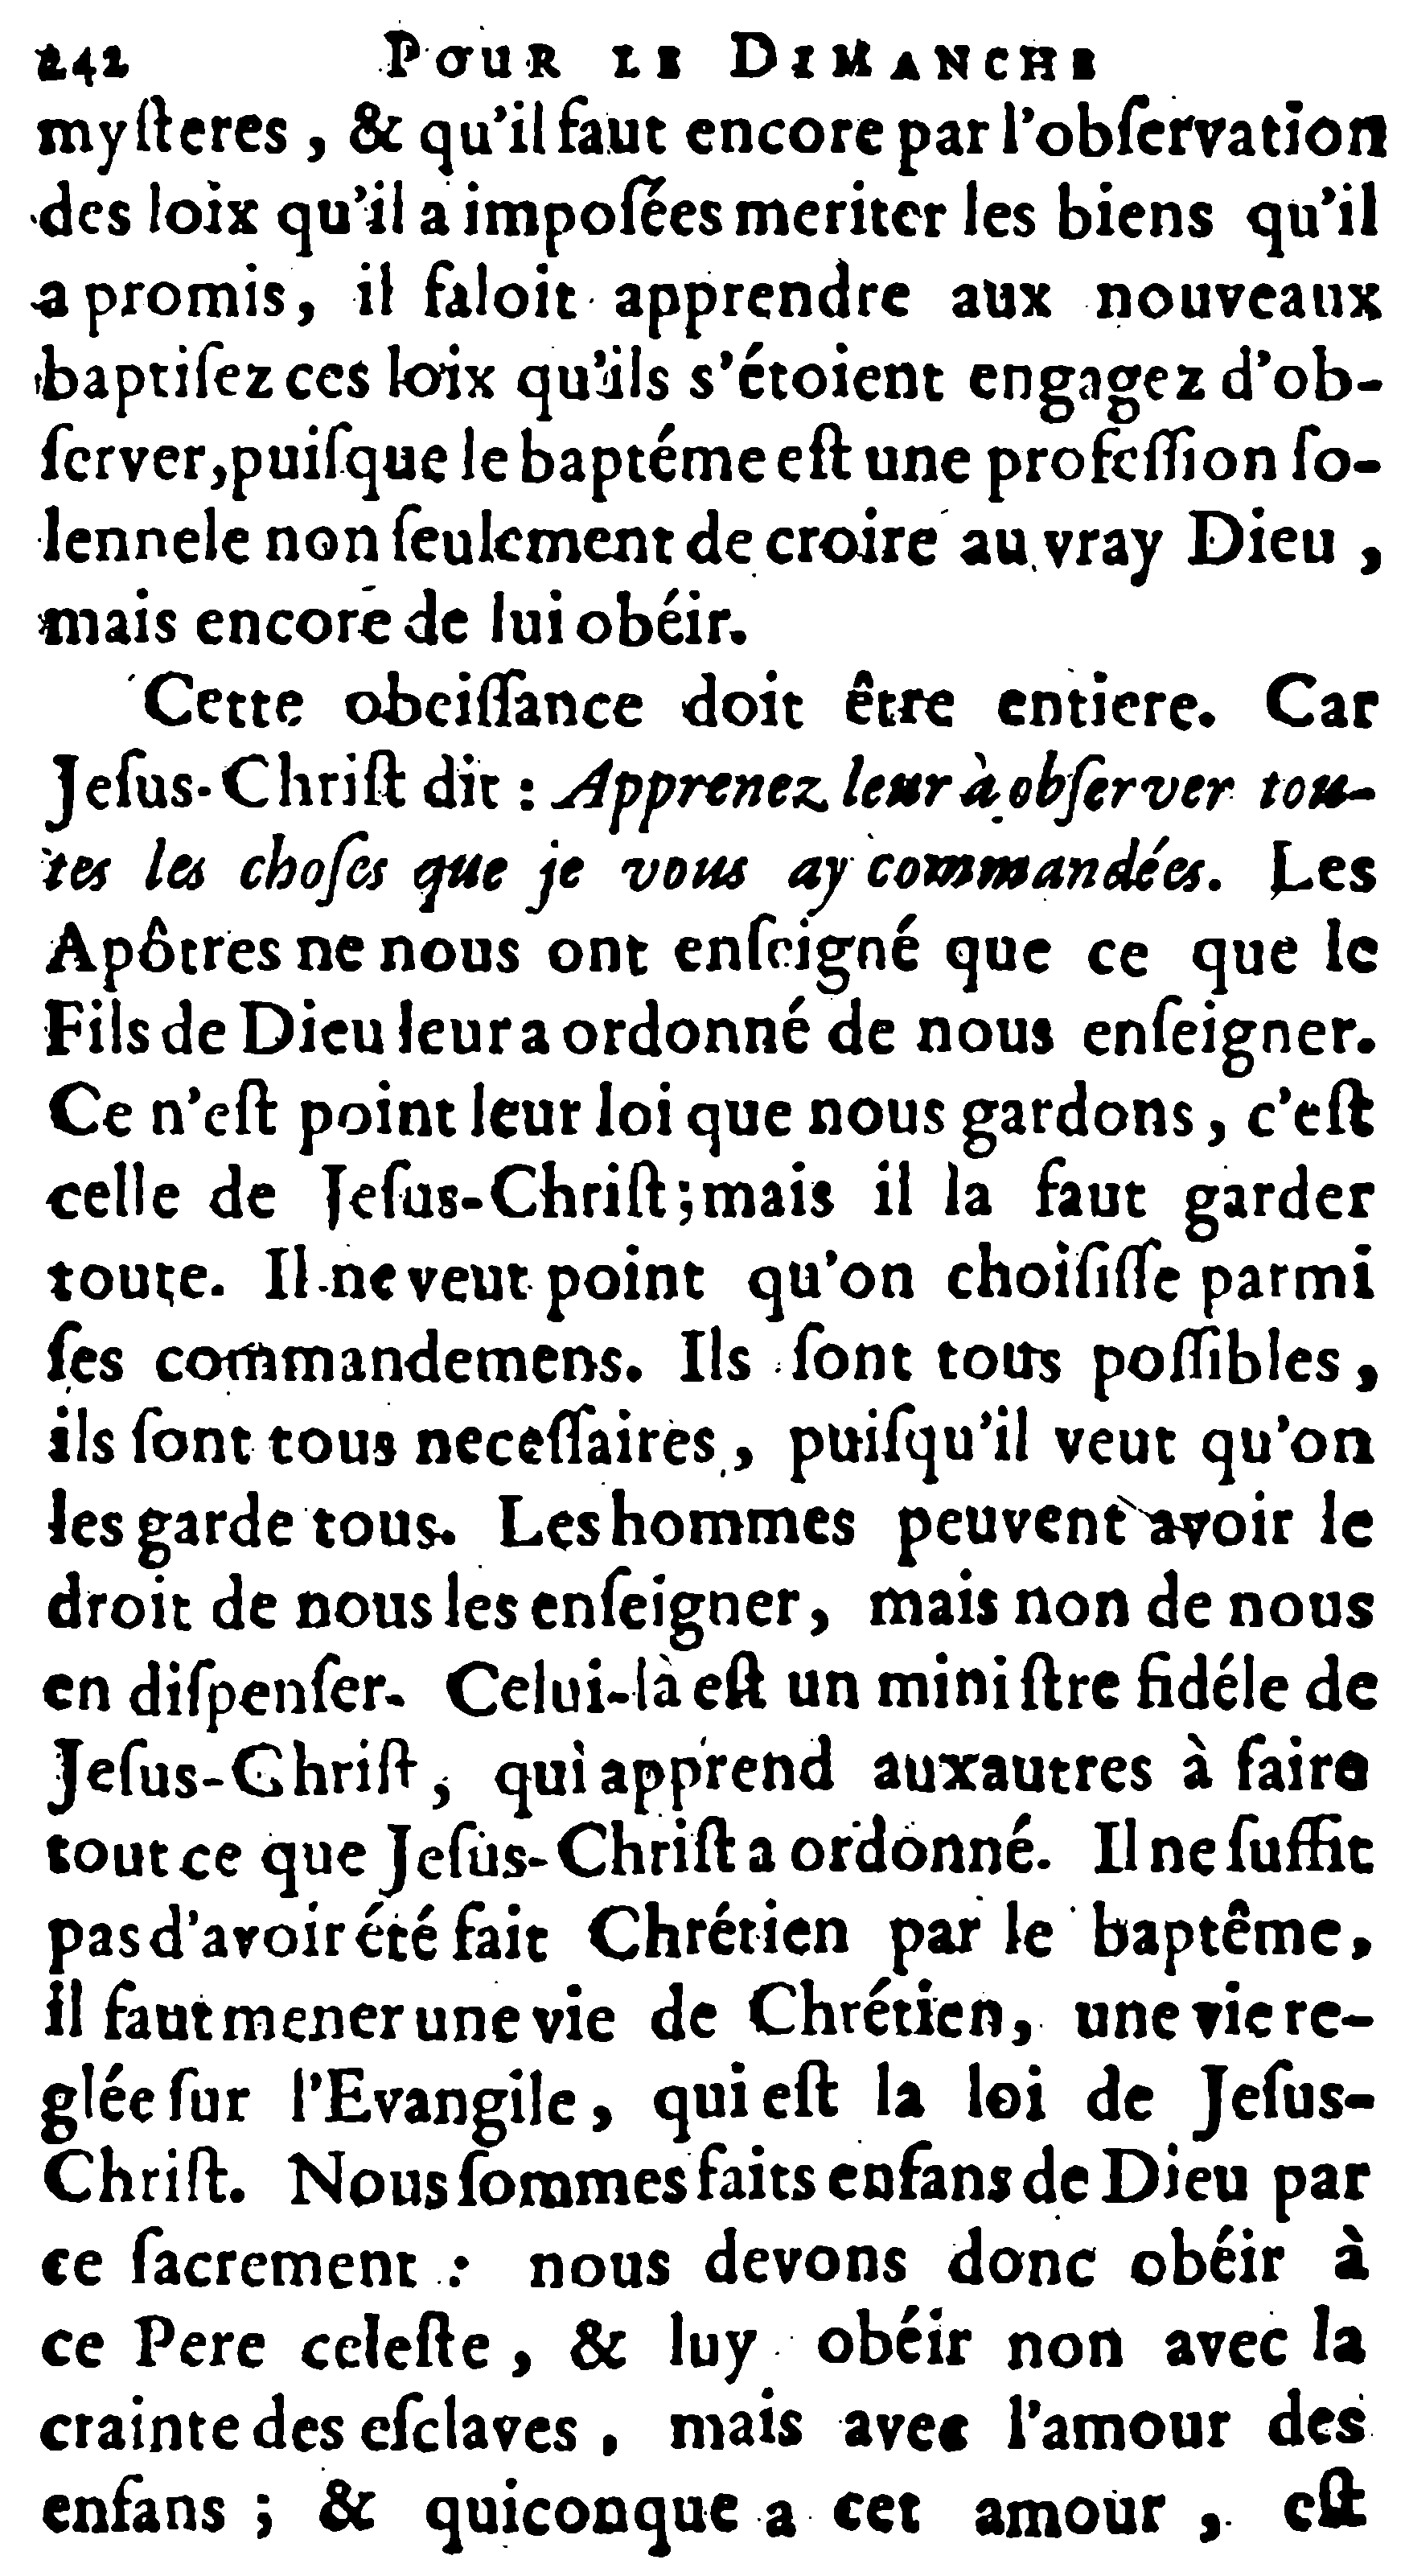 242 POUR LE DIMANCHE
myſteres, & qu'il faut encore par l'obſervation
des loix qu'il a impoſées meriter les biens qu'il
a promis, il faloit apprendre aux nouveaux
baptiſez ces loix qu'ils s'étoient engagez d'ob-
ſerver, puiſque le baptéme eſt une profeſſion ſo-
lennele non ſeulement de croire au vray Dieu,
mais encore de lui obéir.
Cette obeiſſance doit être entiere. Car
Jeſus-Chriſt dit : Apprenez leur à obſerver tou-
tes les choſes que je vous ay commandées. Les
Apôtres ne nous ont enſeigné que ce que le
Fils de Dieu leur a ordonné de nous enſeigner.
Ce n'eſt point leur loi que nous gardons, c'eſt
celle de Jeſus-Chriſt; mais il la faut garder
toute. Il ne veut point qu'on choiſiſſe parmi
ſes commandemens. Ils ſont tous poſſibles,
ils ſont tous neceſſaires, puiſqu'il veut qu'on
les garde tous. Les hommes peuvent avoir le
droit de nous les enſeigner, mais non de nous
en diſpenſer. Celui-là eſt un miniſtre fidéle de
Jeſus-Chriſt, qui apprend aux autres à faire
tout ce que Jeſus-Chriſt a ordonné. Il ne ſuffit
pas d'avoir été fait Chrétien par le baptême,
il faut mener une vie de Chrétien, une vie re-
glée ſur l'Evangile, qui eſt la loi de Jeſus-
Chriſt. Nous ſommes faits enfans de Dieu par
ce ſacrement : nous devons donc obéir à
ce Pere celeſte, & luy obéir non avec la
crainte des eſclaves, mais avec l'amour des
enfans ; & quiconque a cet amour, eſt